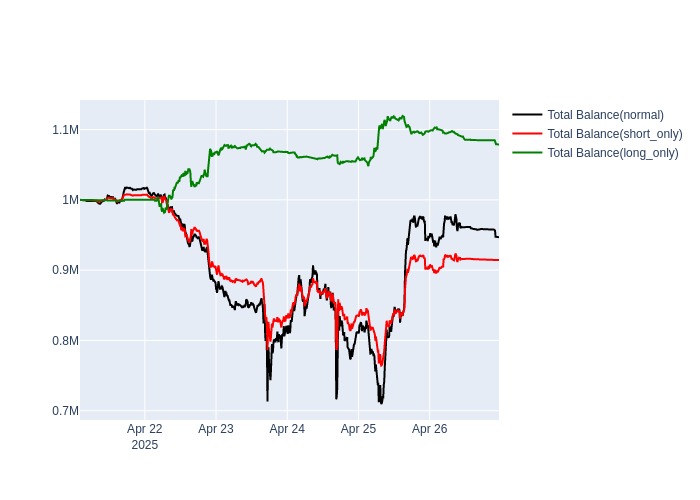 1.1M
1M
0.9M
0.8M
0.7M
Apr 22
2025
Apr 23
Apr 24
Apr 25
Apr 26
Total Balance(normal)
Total Balance(short_only)
Total Balance(long_only)